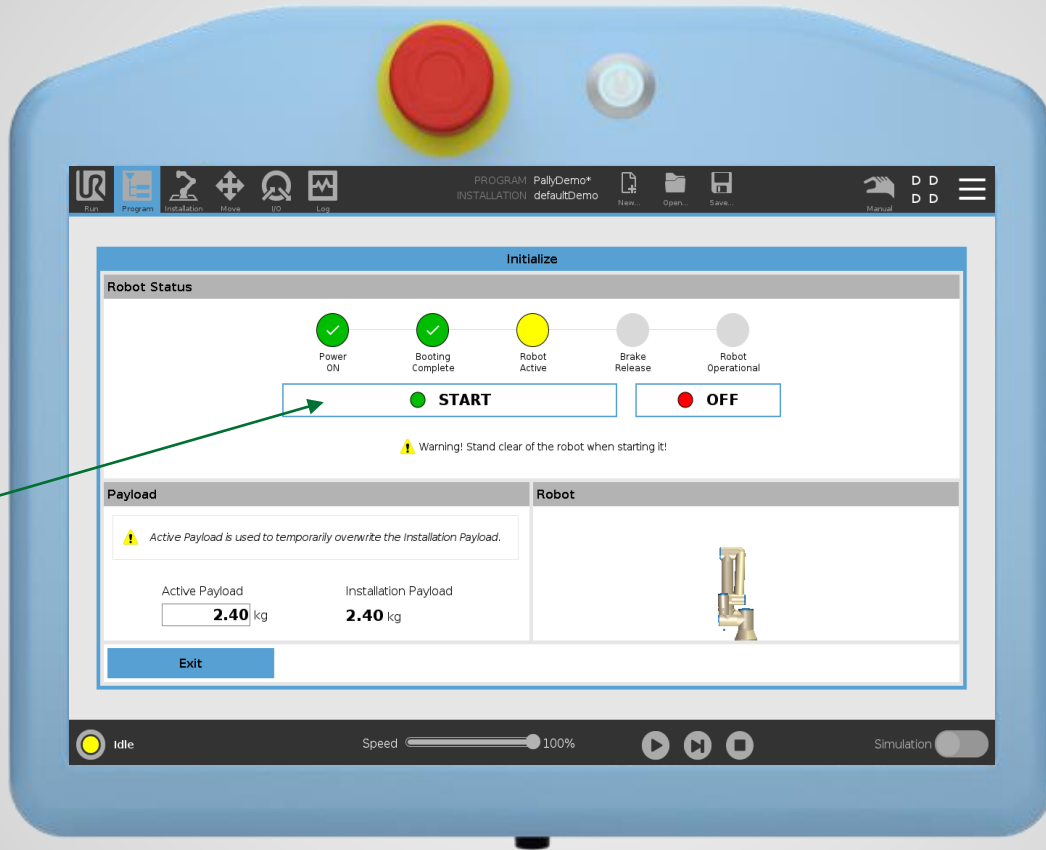 PROGRAM PallyDemo*
INSTALLATION defaultDemo
Run Program Installation Move I/O Log New... Open... Save... Manual
D D
D D
Initialize
Robot Status
Power ON
Booting Complete
Robot Active
Brake Release
Robot Operational
START
OFF
Warning! Stand clear of the robot when starting it!
Payload
Robot
Active Payload is used to temporarily overwrite the Installation Payload.
Active Payload
Installation Payload
2.40 kg
2.40 kg
Exit
Idle
Speed
100%
Simulation